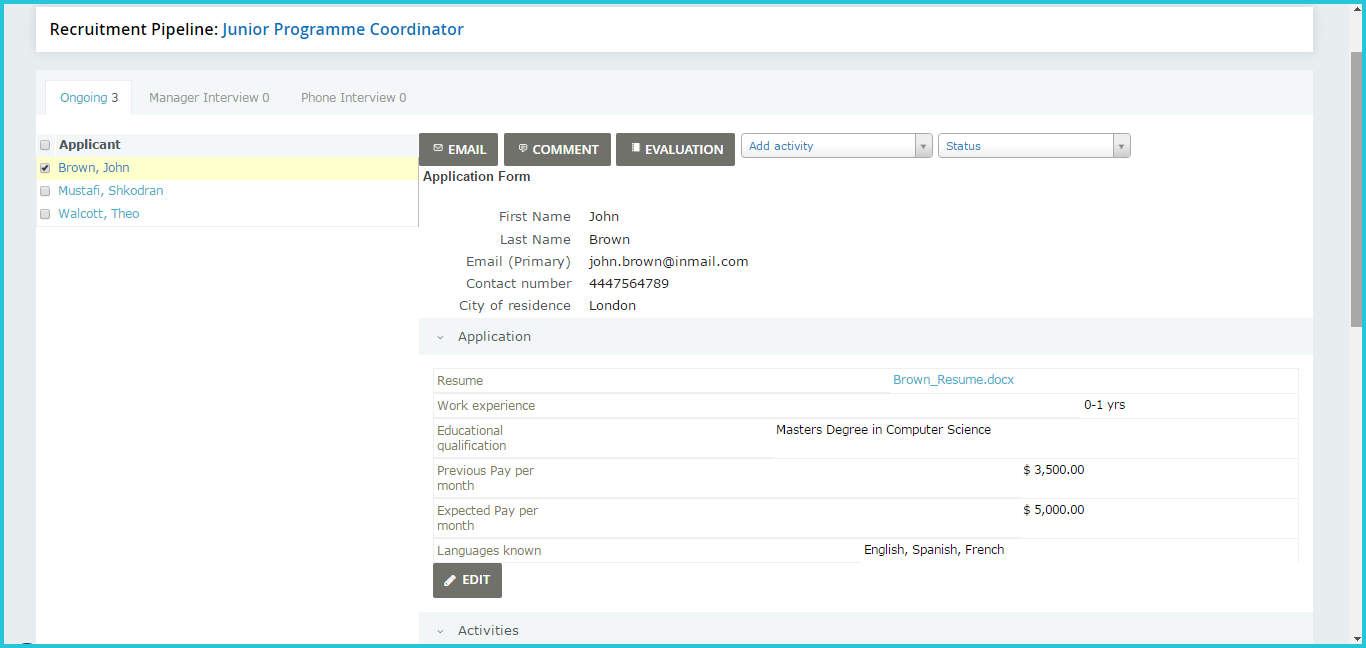 Recruitment Pipeline: Junior Programme Coordinator
Ongoing 3 Manager Interview 0 Phone Interview 0
Applicant
Brown, John
Mustafi, Shkodran
Walcott, Theo
EMAIL COMMENT EVALUATION Add activity Status
Application Form
First Name John
Last Name Brown
Email (Primary) john.brown@inmail.com
Contact number 4447564789
City of residence London
Application
Resume Brown_Resume.docx
Work experience 0-1 yrs
Educational
qualification Masters Degree in Computer Science
Previous Pay per
month $ 3,500.00
Expected Pay per
month $ 5,000.00
Languages known English, Spanish, French
EDIT
Activities